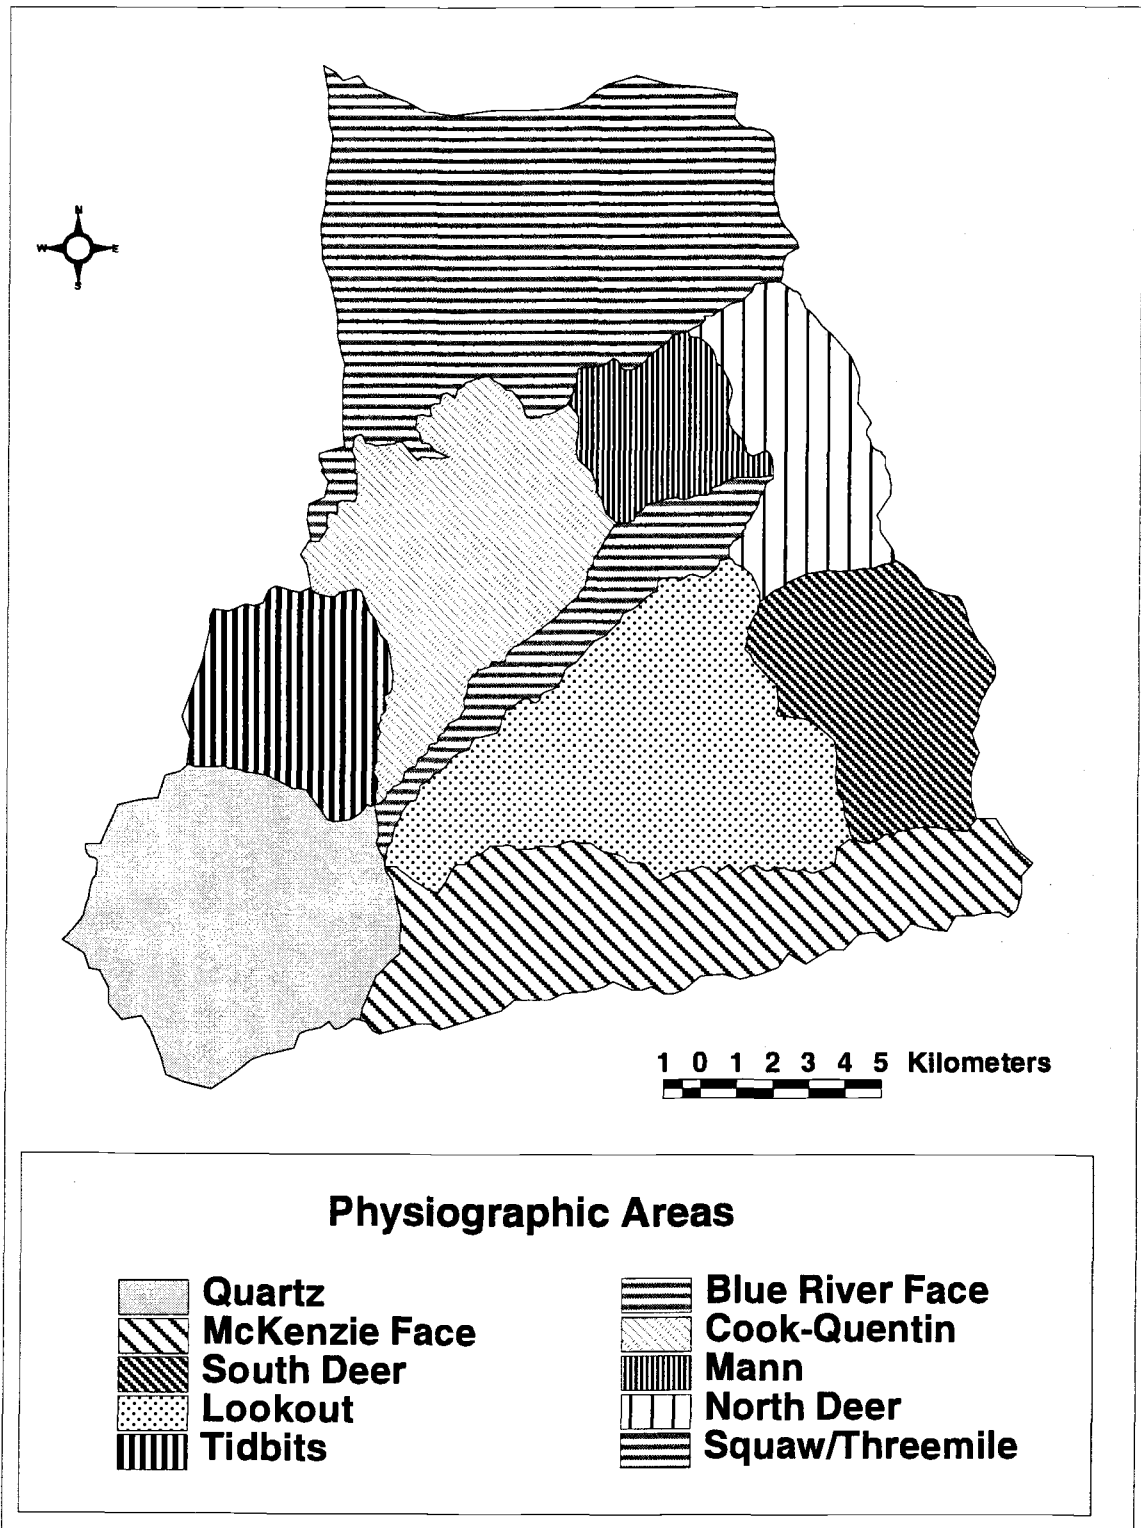 N
W E
S
1 0 1 2 3 4 5 Kilometers
Physiographic Areas
Quartz
McKenzie Face
South Deer
Lookout
Tidbits
Blue River Face
Cook-Quentin
Mann
North Deer
Squaw/Threemile